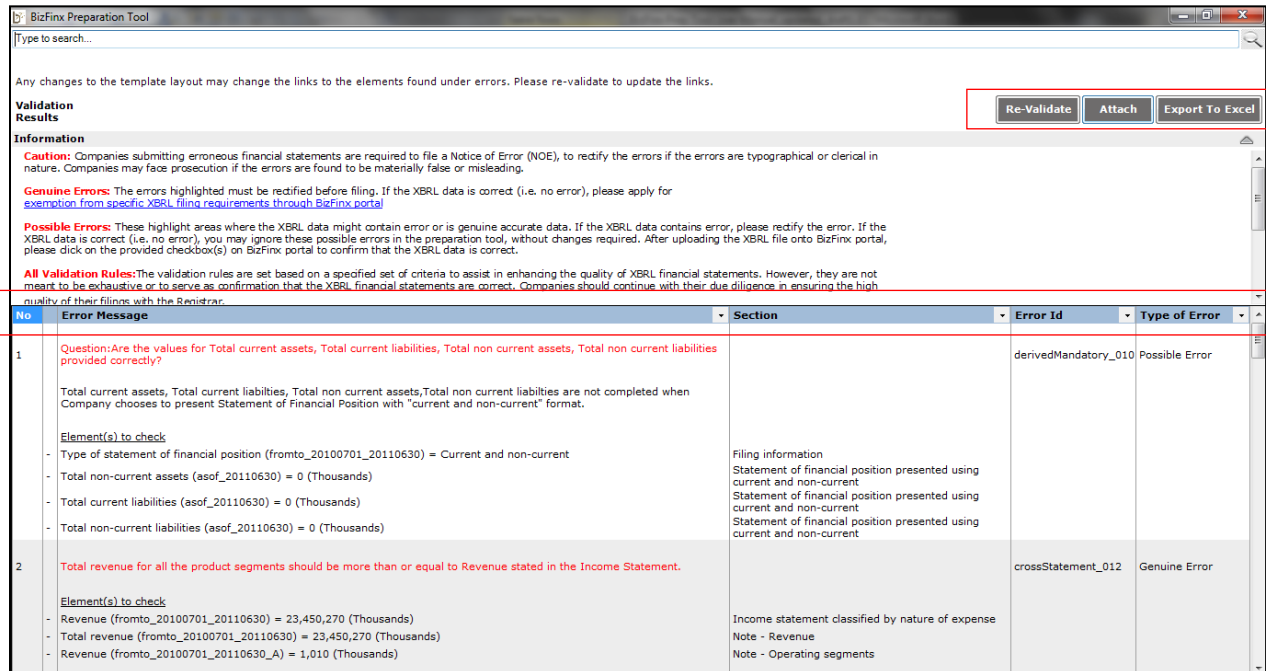 BizFinx Preparation Tool
Type to search...
Any changes to the template layout may change the links to the elements found under errors. Please re-validate to update the links.
Validation
Results
Re-Validate Attach Export To Excel
Information
Caution: Companies submitting erroneous financial statements are required to file a Notice of Error (NOE), to rectify the errors if the errors are typographical or clerical in
nature. Companies may face prosecution if the errors are found to be materially false or misleading.
Genuine Errors: The errors highlighted must be rectified before filing. If the XBRL data is correct (i.e. no error), please apply for
exemption from specific XBRL filing requirements through BizFinx portal
Possible Errors: These highlight areas where the XBRL data might contain error or is genuine accurate data. If the XBRL data contains error, please rectify the error. If the
XBRL data is correct (i.e. no error), you may ignore these possible errors in the preparation tool, without changes required. After uploading the XBRL file onto BizFinx portal,
please click on the provided checkbox(s) on BizFinx portal to confirm that the XBRL data is correct.
All Validation Rules:The validation rules are set based on a specified set of criteria to assist in enhancing the quality of XBRL financial statements. However, they are not
meant to be exhaustive or to serve as confirmation that the XBRL financial statements are correct. Companies should continue with their due diligence in ensuring the high
quality of their filings with the Registrar.
No Error Message Section Error Id Type of Error
1 Question:Are the values for Total current assets, Total current liabilities, Total non current assets, Total non current liabilities
provided correctly?
derivedMandatory_010 Possible Error
Total current assets, Total current liabilties, Total non current assets,Total non current liabilties are not completed when
Company chooses to present Statement of Financial Position with "current and non-current" format.
Element(s) to check
- Type of statement of financial position (fromto_20100701_20110630) = Current and non-current Filing information
- Total non-current assets (asof_20110630) = 0 (Thousands) Statement of financial position presented using
current and non-current
- Total current liabilities (asof_20110630) = 0 (Thousands) Statement of financial position presented using
current and non-current
- Total non-current liabilities (asof_20110630) = 0 (Thousands) Statement of financial position presented using
current and non-current
2 Total revenue for all the product segments should be more than or equal to Revenue stated in the Income Statement. crossStatement_012 Genuine Error
Element(s) to check
- Revenue (fromto_20100701_20110630) = 23,450,270 (Thousands) Income statement classified by nature of expense
- Total revenue (fromto_20100701_20110630) = 23,450,270 (Thousands) Note - Revenue
- Revenue (fromto_20100701_20110630_A) = 1,010 (Thousands) Note - Operating segments